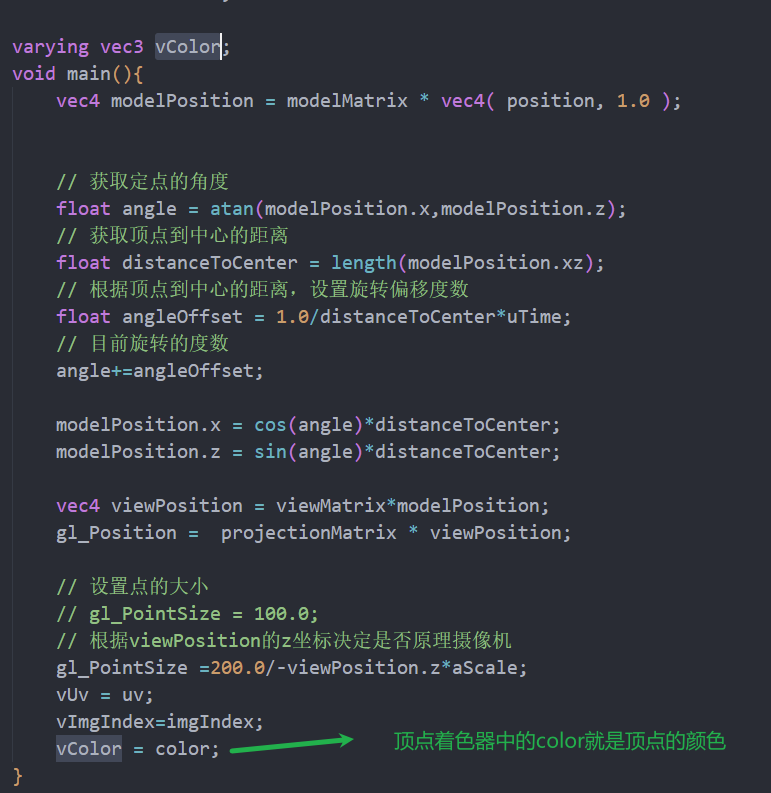 varying vec3 vColor;
void main(){
vec4 modelPosition = modelMatrix * vec4( position, 1.0 );
// 获取定点的角度
float angle = atan(modelPosition.x,modelPosition.z);
// 获取顶点到中心的距离
float distanceToCenter = length(modelPosition.xz);
// 根据顶点到中心的距离，设置旋转偏移度数
float angleOffset = 1.0/distanceToCenter*uTime;
// 目前旋转的度数
angle+=angleOffset;
modelPosition.x = cos(angle)*distanceToCenter;
modelPosition.z = sin(angle)*distanceToCenter;
vec4 viewPosition = viewMatrix*modelPosition;
gl_Position =  projectionMatrix * viewPosition;
// 设置点的大小
// gl_PointSize = 100.0;
// 根据viewPosition的z坐标决定是否原理摄像机
gl_PointSize =200.0/-viewPosition.z*aScale;
vUv = uv;
vImgIndex=imgIndex;
vColor = color; 顶点着色器中的color就是顶点的颜色
}